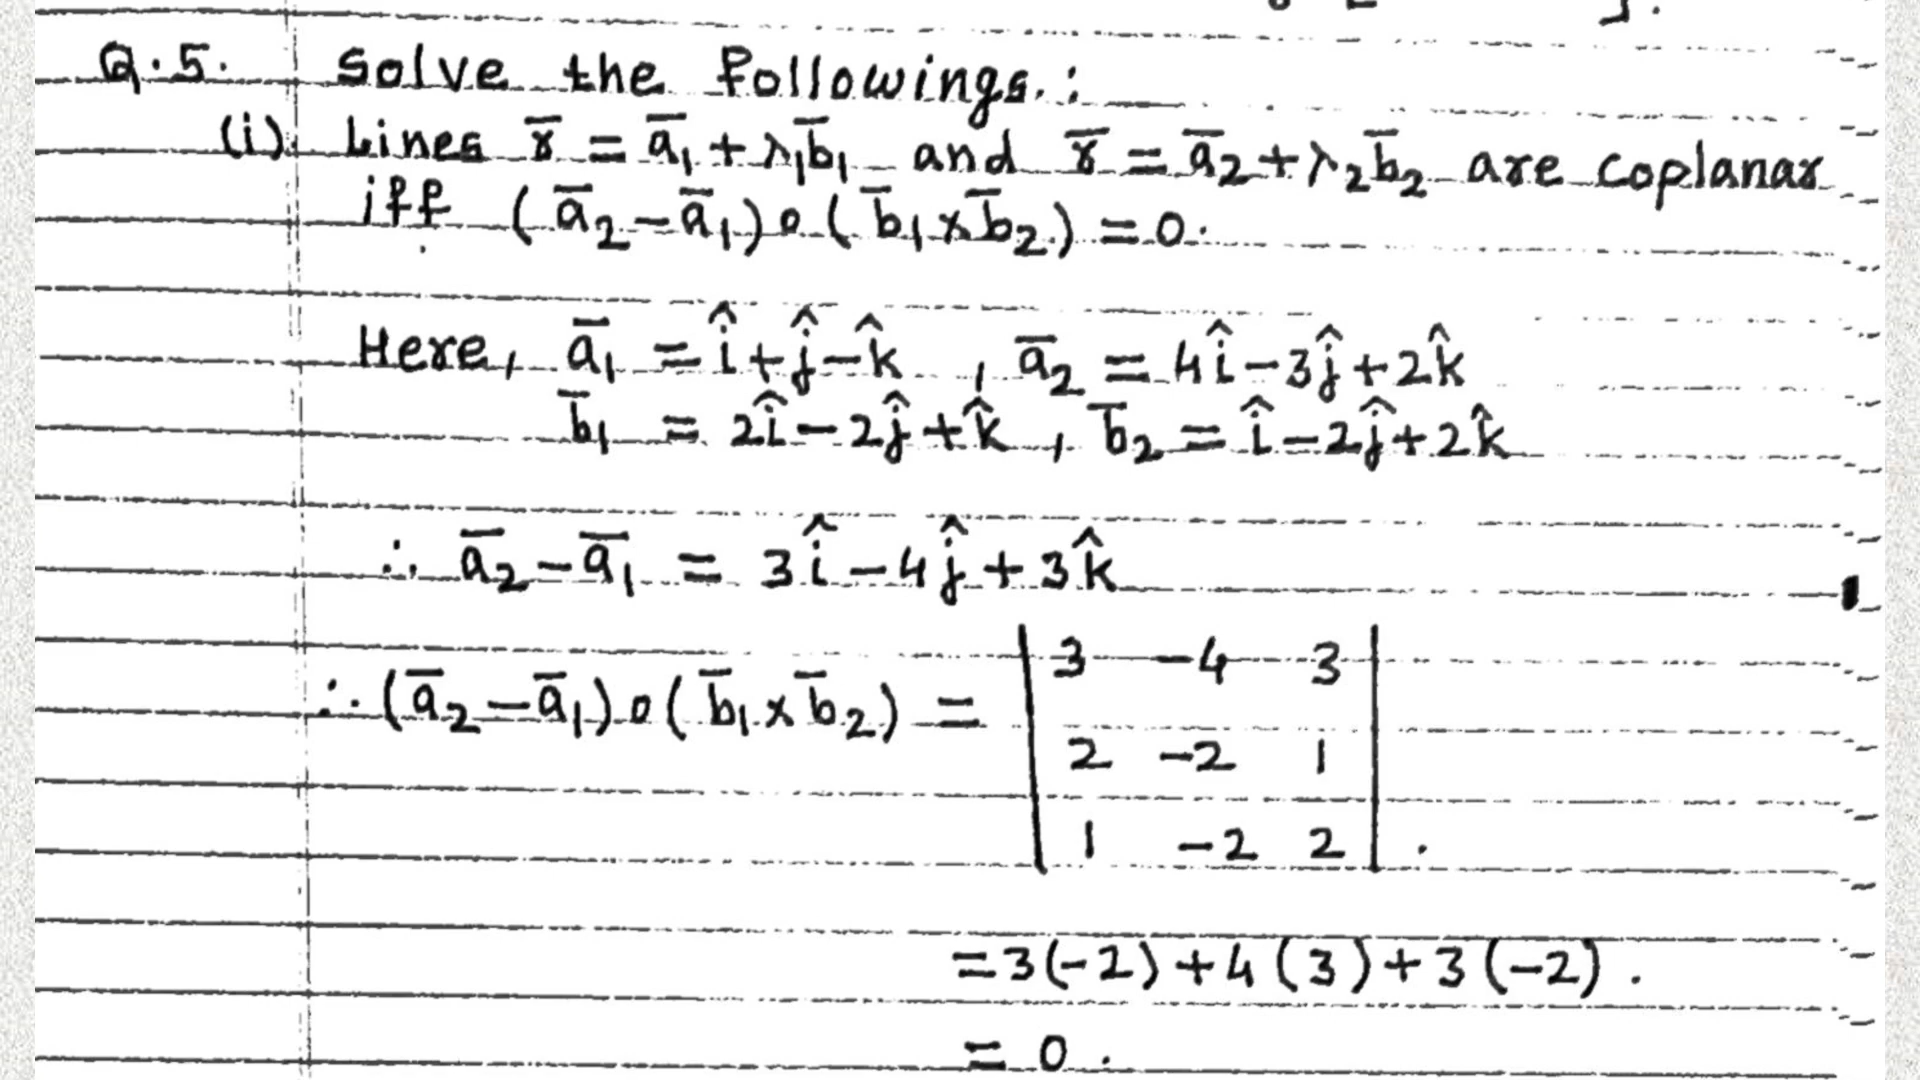 Q.5. Solve the followings.:
(i) Lines r̄ = ā₁ + λ₁b̄₁ and r̄ = ā₂ + λ₂b̄₂ are coplanar
iff (ā₂ − ā₁) ∘ (b̄₁ × b̄₂) = 0.
Here, ā₁ = î + ĵ − k̂ , ā₂ = 4î − 3ĵ + 2k̂
b̄₁ = 2î − 2ĵ + k̂ , b̄₂ = î − 2ĵ + 2k̂
∴ ā₂ − ā₁ = 3î − 4ĵ + 3k̂
∴ (ā₂ − ā₁) ∘ (b̄₁ × b̄₂) = | 3 −4 3 |
| 2 −2 1 |
| 1 −2 2 | .
= 3(−2) + 4(3) + 3(−2) .
= 0 .